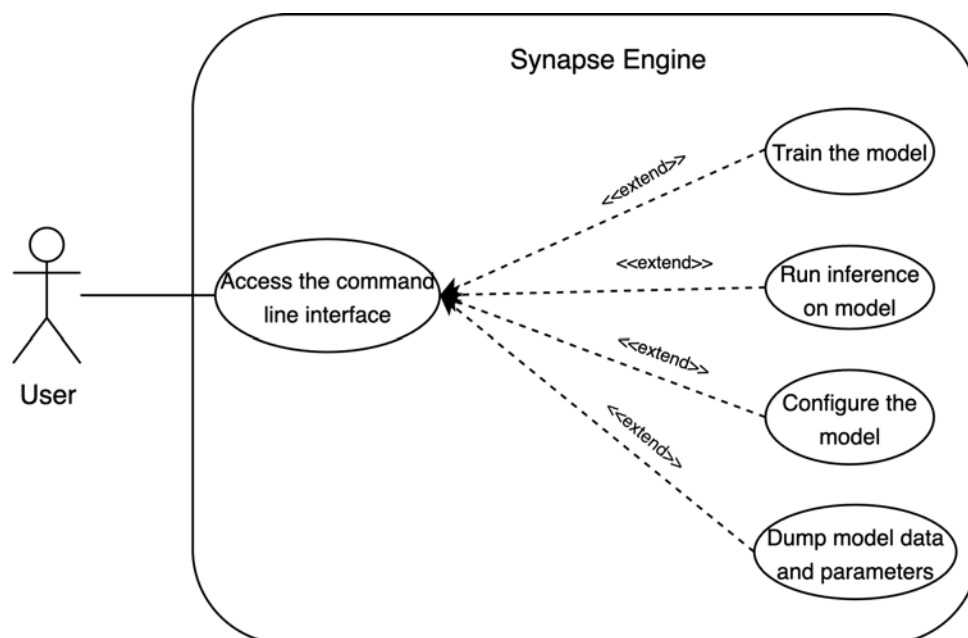 Synapse Engine
Train the model
<<extend>>
<<extend>>
Run inference
on model
Access the command
line interface
<<extend>>
User
Configure the
model
<<extend>>
Dump model data
and parameters